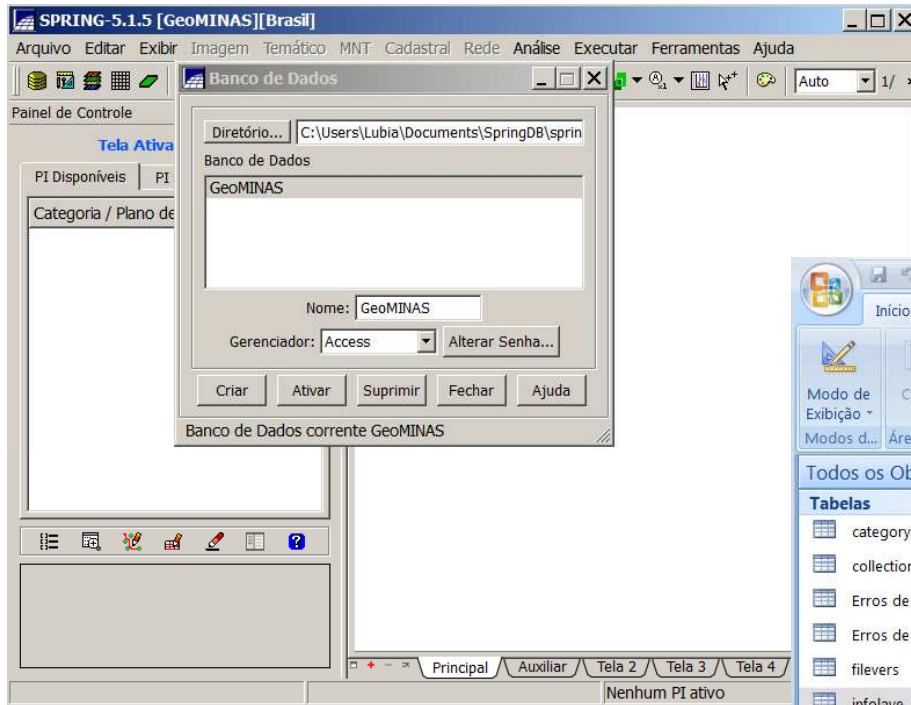 SPRING-5.1.5 [GeoMINAS][Brasil]
Arquivo Editar Exibir Imagem Temático MNT Cadastral Rede Análise Executar Ferramentas Ajuda
Auto 1/
Painel de Controle
Tela Ativa
PI Disponíveis PI
Categoria / Plano de
Banco de Dados
Diretório... C:\Users\Lubia\Documents\SpringDB\sprin
Banco de Dados
GeoMINAS
Nome: GeoMINAS
Gerenciador: Access Alterar Senha...
Criar Ativar Suprimir Fechar Ajuda
Banco de Dados corrente GeoMINAS
Principal Auxiliar Tela 2 Tela 3 Tela 4
Nenhum PI ativo
Início
Modo de
Exibição
Modos d... Áre
Todos os Ob
Tabelas
category
collection
Erros de
Erros de
filevers